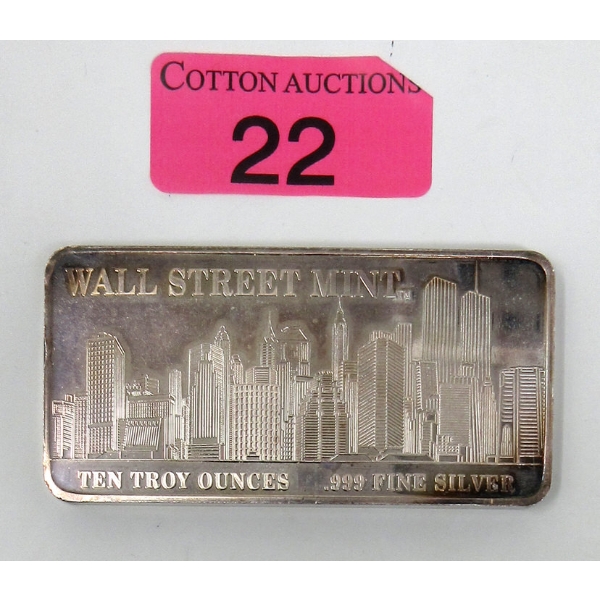 COTTON AUCTIONS
22
WALL STREET MINT
TEN TROY OUNCES .999 FINE SILVER